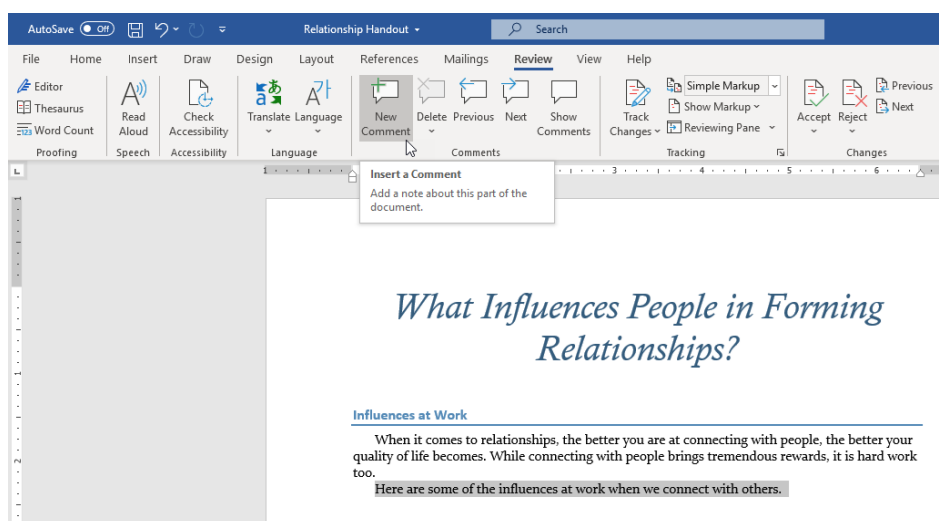 AutoSave Off Relationship Handout Search
File Home Insert Draw Design Layout References Mailings Review View Help
Editor
Thesaurus
123 Word Count
Proofing
Read
Aloud
Speech
Check
Accessibility
Accessibility
Translate Language
Language
New
Comment
Delete Previous Next Show
Comments
Comments
Track
Changes
Simple Markup
Show Markup
Reviewing Pane
Tracking
Accept Reject
Previous
Next
Changes
1 3 4 5 6
Insert a Comment
Add a note about this part of the
document.
What Influences People in Forming
Relationships?
Influences at Work
When it comes to relationships, the better you are at connecting with people, the better your
quality of life becomes. While connecting with people brings tremendous rewards, it is hard work
too.
Here are some of the influences at work when we connect with others.